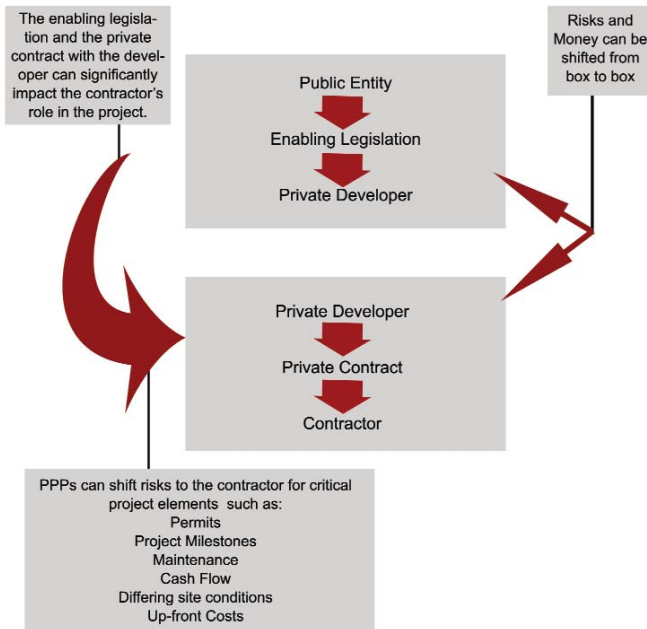 The enabling legisla-
tion and the private
contract with the devel-
oper can significantly
impact the contractor's
role in the project.
Risks and
Money can be
shifted from
box to box
Public Entity
Enabling Legislation
Private Developer
Private Developer
Private Contract
Contractor
PPPs can shift risks to the contractor for critical
project elements such as:
Permits
Project Milestones
Maintenance
Cash Flow
Differing site conditions
Up-front Costs